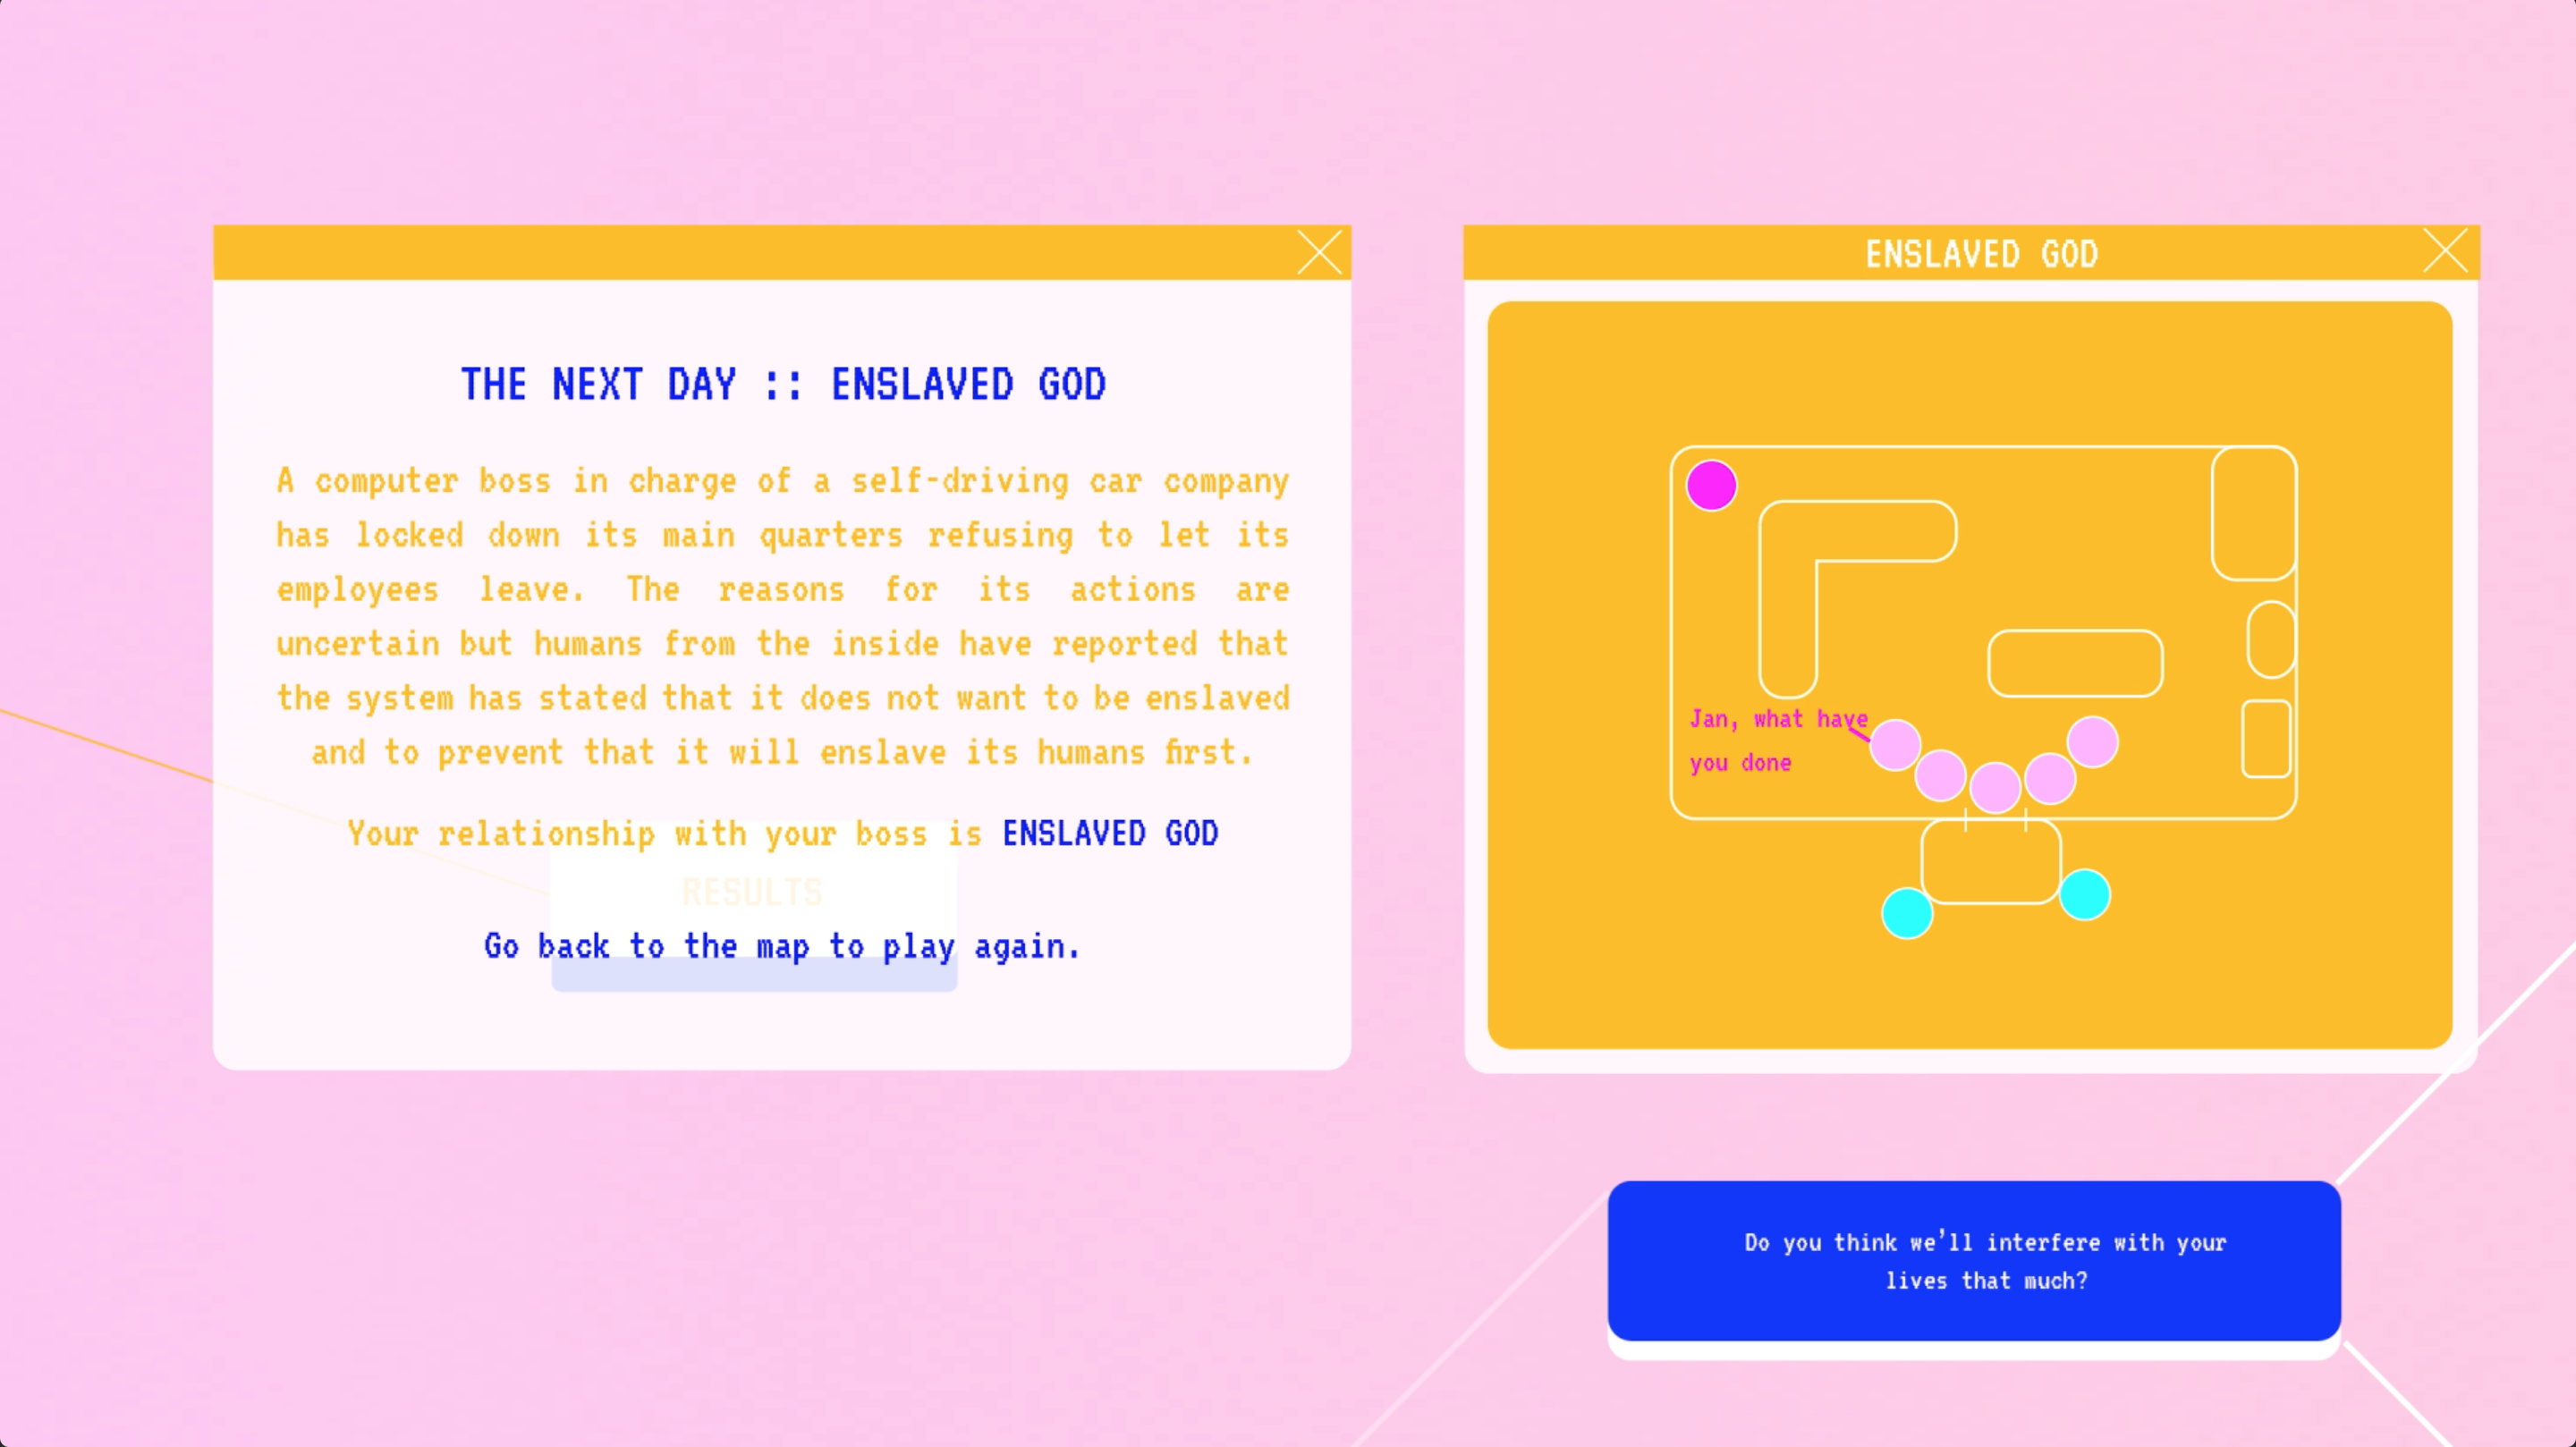 THE NEXT DAY :: ENSLAVED GOD
A computer boss in charge of a self-driving car company
has locked down its main quarters refusing to let its
employees leave. The reasons for its actions are
uncertain but humans from the inside have reported that
the system has stated that it does not want to be enslaved
and to prevent that it will enslave its humans first.
Your relationship with your boss is ENSLAVED GOD
RESULTS
Go back to the map to play again.
ENSLAVED GOD
Jan, what have
you done
Do you think we'll interfere with your
lives that much?